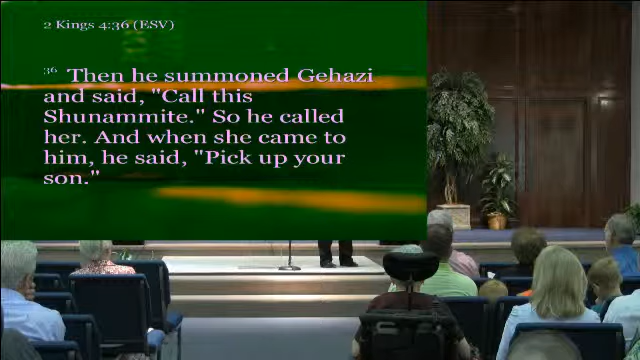 2 Kings 4:36 (ESV)
36 Then he summoned Gehazi
and said, "Call this
Shunammite." So he called
her. And when she came to
him, he said, "Pick up your
son."